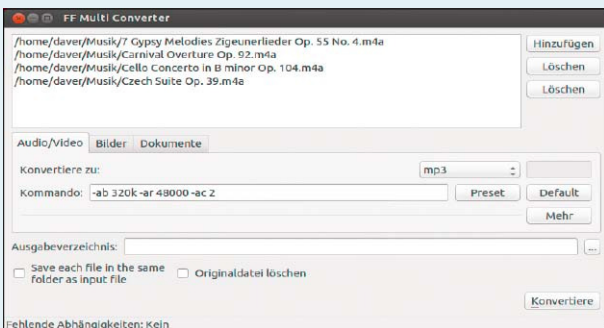 FF Multi Converter
/home/daver/Musik/7 Gypsy Melodies Zigeunerlieder Op. 55 No. 4.m4a
/home/daver/Musik/Carnival Overture Op. 92.m4a
/home/daver/Musik/Cello Concerto in B minor Op. 104.m4a
/home/daver/Musik/Czech Suite Op. 39.m4a
Hinzufügen
Löschen
Löschen
Audio/Video Bilder Dokumente
Konvertiere zu: mp3
Kommando: -ab 320k -ar 48000 -ac 2 Preset Default
Mehr
Ausgabeverzeichnis: ...
Save each file in the same
folder as input file
Originaldatei löschen
Konvertiere
Fehlende Abhängigkeiten: Kein